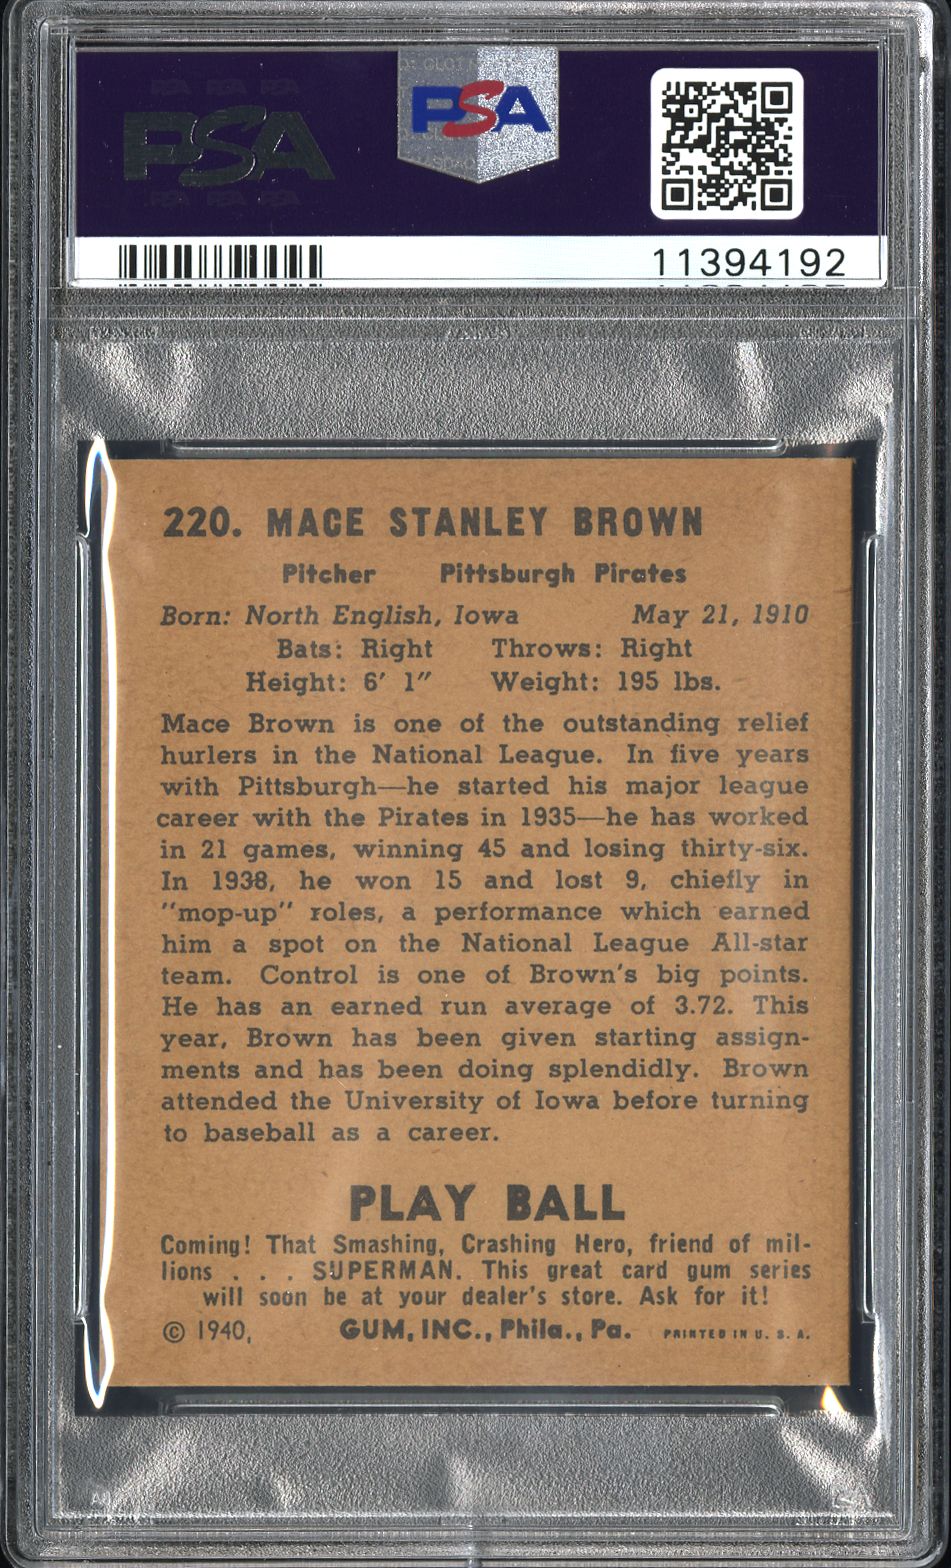 PSA
PSA
11394192
220. MACE STANLEY BROWN
Pitcher Pittsburgh Pirates
Born: North English, Iowa May 21, 1910
Bats: Right Throws: Right
Height: 6' 1" Weight: 195 lbs.
Mace Brown is one of the outstanding relief
hurlers in the National League. In five years
with Pittsburgh—he started his major league
career with the Pirates in 1935—he has worked
in 21 games, winning 45 and losing thirty-six.
In 1938, he won 15 and lost 9, chiefly in
"mop-up" roles, a performance which earned
him a spot on the National League All-star
team. Control is one of Brown's big points.
He has an earned run average of 3.72. This
year, Brown has been given starting assign-
ments and has been doing splendidly. Brown
attended the University of Iowa before turning
to baseball as a career.
PLAY BALL
Coming! That Smashing, Crashing Hero, friend of mil-
lions . . . SUPERMAN. This great card gum series
will soon be at your dealer's store. Ask for it!
© 1940, GUM, INC., Phila., Pa. PRINTED IN U. S. A.